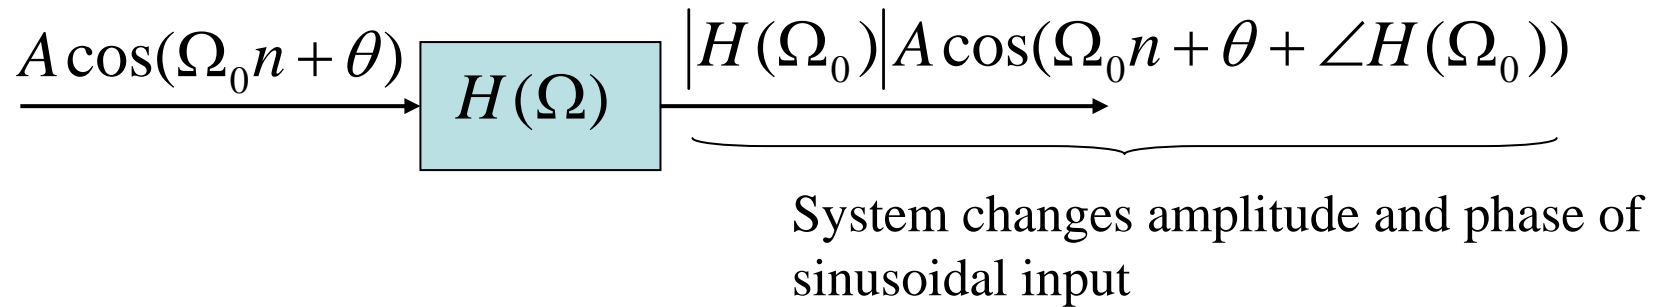 A cos(Ω₀n + θ)
H(Ω)
|H(Ω₀)| A cos(Ω₀n + θ + ∠H(Ω₀))
System changes amplitude and phase of
sinusoidal input